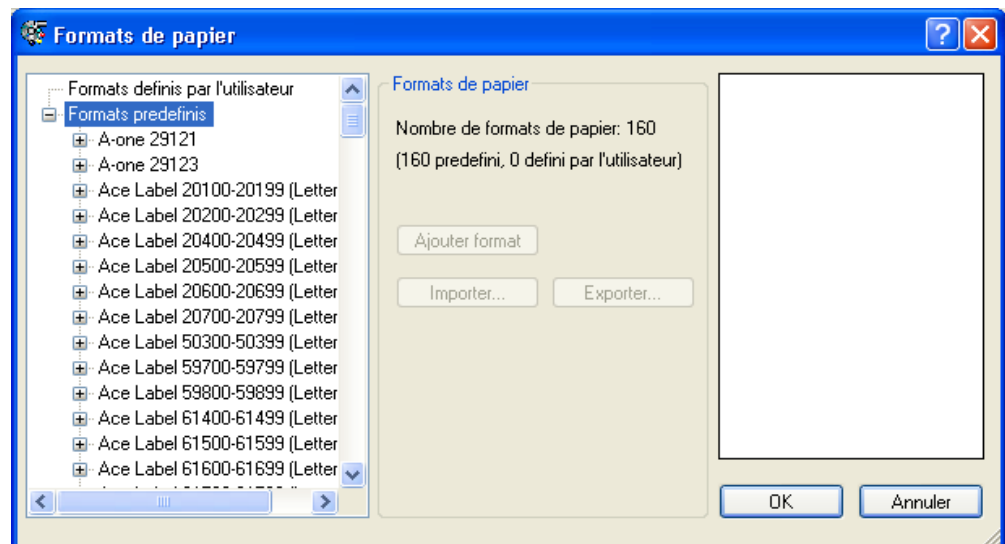 Formats de papier
Formats definis par l'utilisateur
Formats predefinis
A-one 29121
A-one 29123
Ace Label 20100-20199 (Letter
Ace Label 20200-20299 (Letter
Ace Label 20400-20499 (Letter
Ace Label 20500-20599 (Letter
Ace Label 20600-20699 (Letter
Ace Label 20700-20799 (Letter
Ace Label 50300-50399 (Letter
Ace Label 59700-59799 (Letter
Ace Label 59800-59899 (Letter
Ace Label 61400-61499 (Letter
Ace Label 61500-61599 (Letter
Ace Label 61600-61699 (Letter
Formats de papier
Nombre de formats de papier: 160
(160 predefini, 0 defini par l'utilisateur)
Ajouter format
Importer... Exporter...
OK Annuler